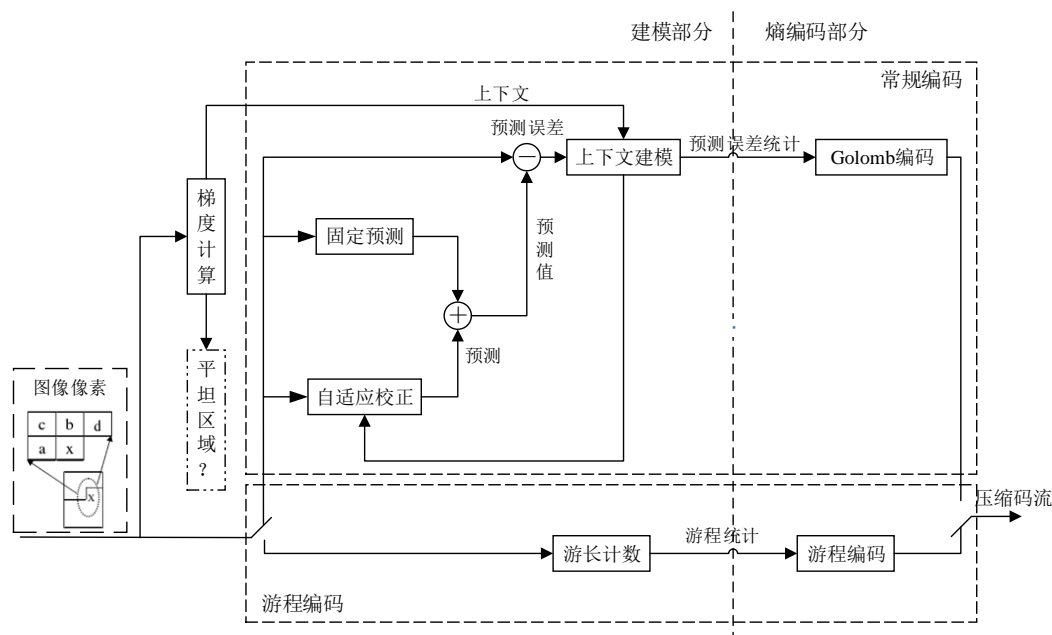 建模部分
熵编码部分
常规编码
上下文
预测误差
上下文建模
预测误差统计
Golomb编码
梯度计算
固定预测
预测值
预测
自适应校正
平坦区域？
图像像素
c b d
a x
x
压缩码流
游长计数
游程统计
游程编码
游程编码